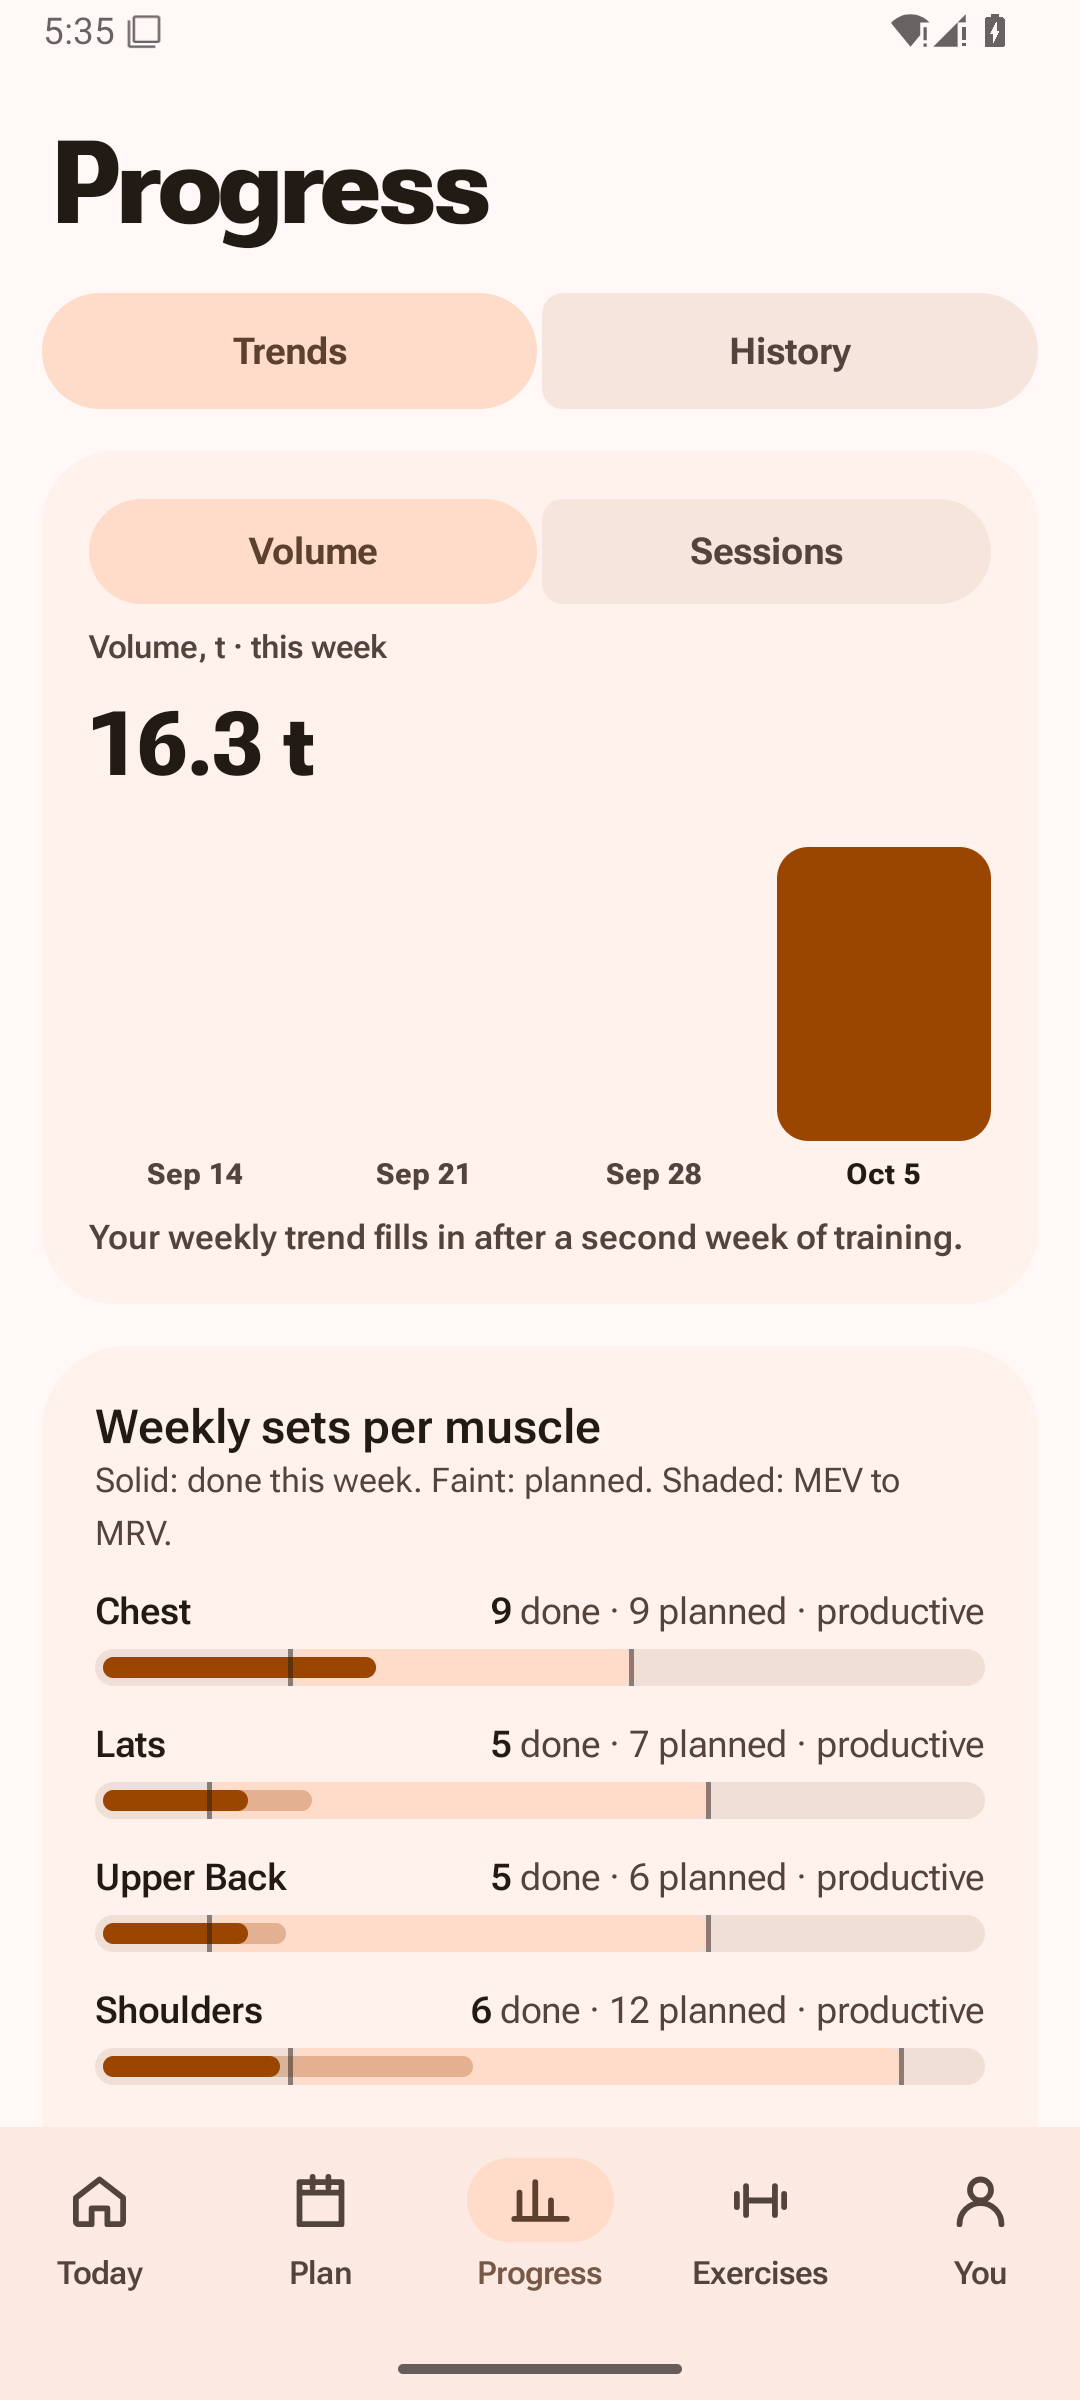 5:35
Progress
Trends
History
Volume
Sessions
Volume, t · this week
16.3 t
Sep 14
Sep 21
Sep 28
Oct 5
Your weekly trend fills in after a second week of training.
Weekly sets per muscle
Solid: done this week. Faint: planned. Shaded: MEV to
MRV.
Chest
9 done · 9 planned · productive
Lats
5 done · 7 planned · productive
Upper Back
5 done · 6 planned · productive
Shoulders
6 done · 12 planned · productive
Today
Plan
Progress
Exercises
You